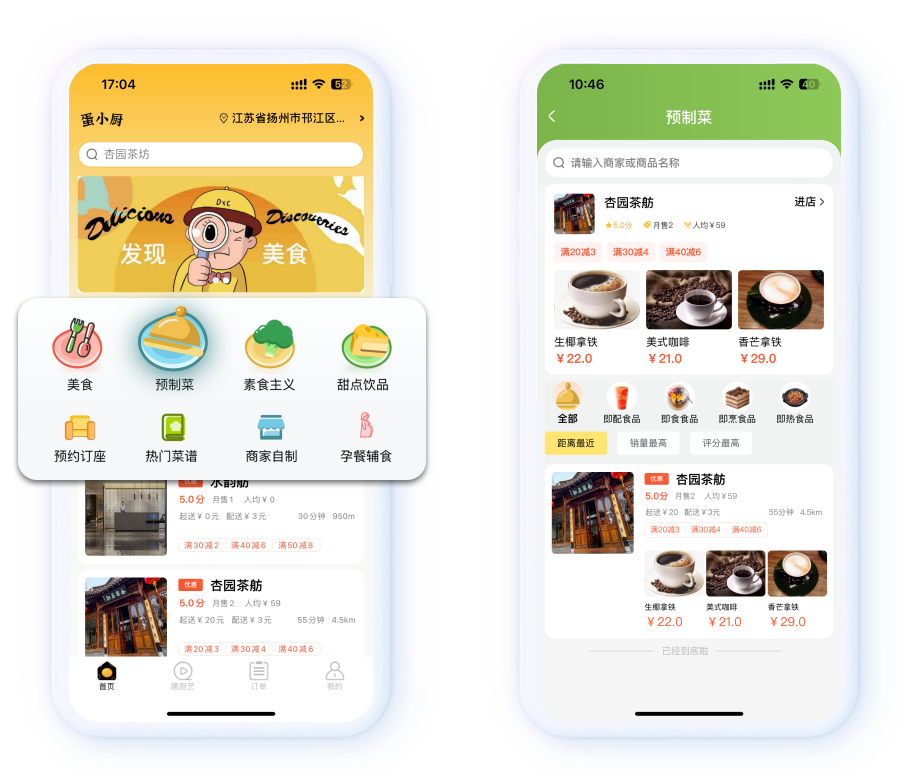 17:04
52
蛋小厨
江苏省扬州市邗江区...
杏园茶坊
Delicious
DXC
Discoveries
发现
美食
美食
预制菜
素食主义
甜点饮品
预约订座
热门菜谱
商家自制
孕餐辅食
优惠 水韵舫
5.0分 月售1 人均¥0
起送¥0元 配送¥3元 30分钟 950m
满30减2 满40减6 满50减8
优惠 杏园茶舫
5.0分 月售2 人均¥59
起送¥20元 配送¥3元 55分钟 4.5km
满20减3 满30减4 满40减6
首页
晒厨艺
订单
我的
10:46
40
预制菜
请输入商家或商品名称
杏园茶舫
进店
5.0分 月售2 人均¥59
满20减3 满30减4 满40减6
生椰拿铁
美式咖啡
香芒拿铁
¥22.0
¥21.0
¥29.0
全部
即配食品
即食食品
即烹食品
即热食品
距离最近
销量最高
评分最高
优惠 杏园茶舫
5.0分 月售2 人均¥59
起送¥20 配送¥3元 55分钟 4.5km
满20减3 满30减4 满40减6
生椰拿铁
美式咖啡
香芒拿铁
¥22.0
¥21.0
¥29.0
已经到底啦